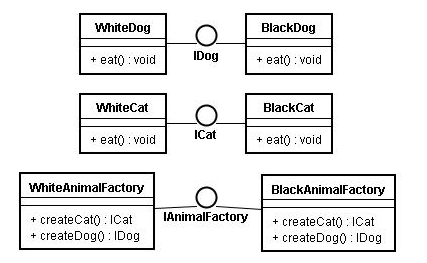 WhiteDog
+ eat() : void
IDog
BlackDog
+ eat() : void
WhiteCat
+ eat() : void
ICat
BlackCat
+ eat() : void
WhiteAnimalFactory
+ createCat() : ICat
+ createDog() : IDog
IAnimalFactory
BlackAnimalFactory
+ createCat() : ICat
+ createDog() : IDog